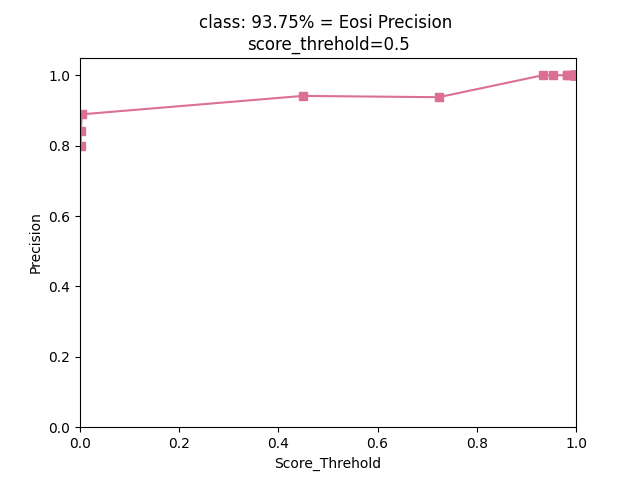 class: 93.75% = Eosi Precision
score_threhold=0.5
1.0
0.8
0.6
0.4
0.2
0.0
Precision
0.0 0.2 0.4 0.6 0.8 1.0
Score_Threhold